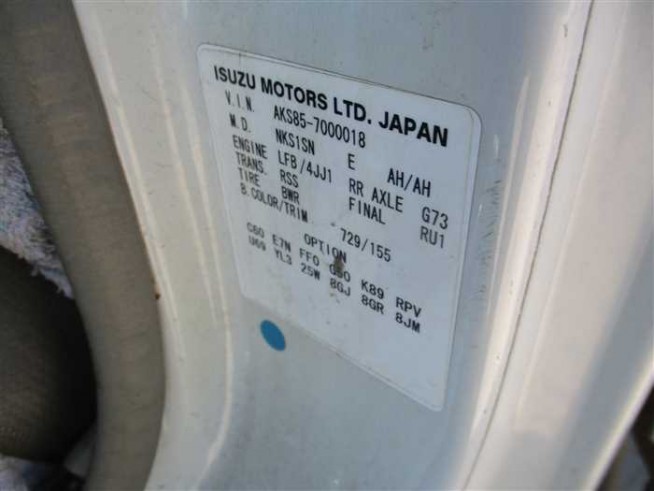 ISUZU MOTORS LTD. JAPAN
V.I.N. AKS85-7000018
M.D. NKS1SN E AH/AH
ENGINE LFB/4JJ1 RR AXLE G73
TRANS. RSS FINAL RU1
TIRE BWR
B.COLOR/TRIM 729/155
OPTION
C60 E7N FF0 K89 RPV
U69 YL3 25W 8GJ 8GR 8JM